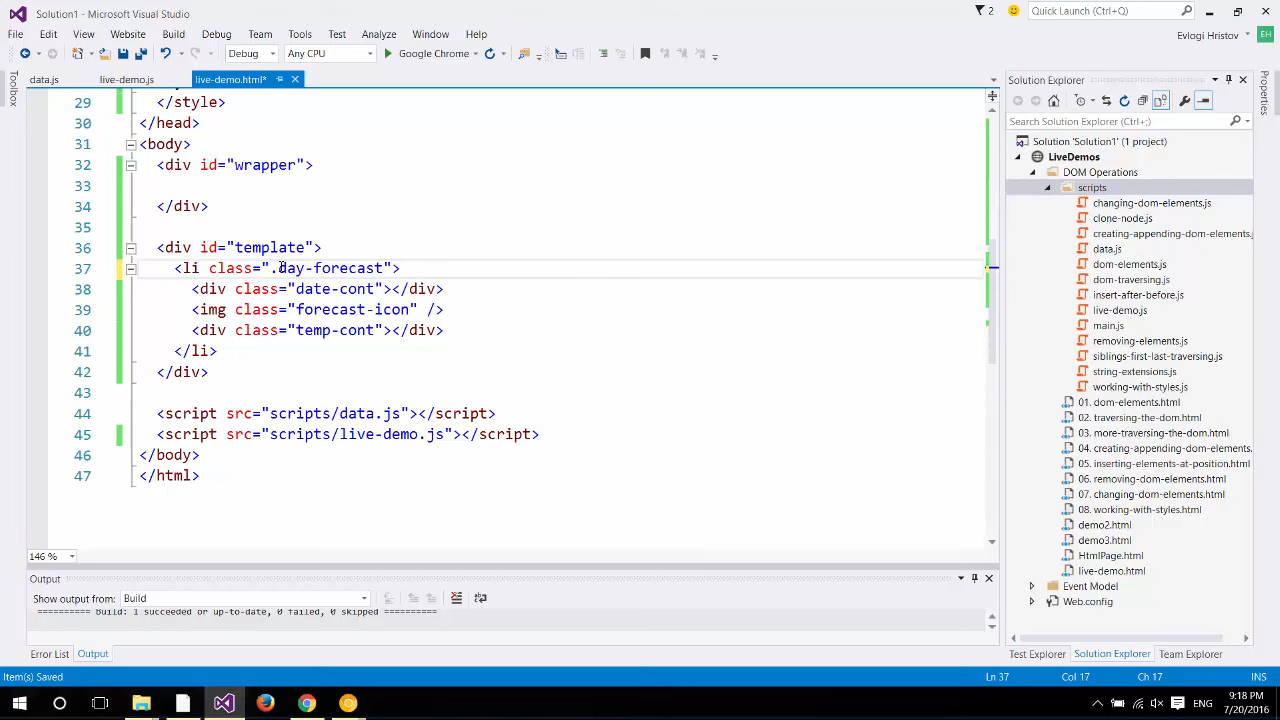 Solution1 - Microsoft Visual Studio
2
Quick Launch (Ctrl+Q)
File Edit View Website Build Debug Team Tools Test Analyze Window Help
Evlogi Hristov
EH
Debug
Any CPU
Google Chrome
data.js
live-demo.js
live-demo.html*
Toolbox
Properties
29 </style>
30 </head>
31 <body>
32 <div id="wrapper">
33
34 </div>
35
36 <div id="template">
37 <li class=".day-forecast">
38 <div class="date-cont"></div>
39 <img class="forecast-icon" />
40 <div class="temp-cont"></div>
41 </li>
42 </div>
43
44 <script src="scripts/data.js"></script>
45 <script src="scripts/live-demo.js"></script>
46 </body>
47 </html>
146 %
Output
Show output from: Build
========== Build: 1 succeeded or up-to-date, 0 failed, 0 skipped ==========
Error List
Output
Solution Explorer
Search Solution Explorer (Ctrl+;)
Solution 'Solution1' (1 project)
LiveDemos
DOM Operations
scripts
changing-dom-elements.js
clone-node.js
creating-appending-dom-elements.js
data.js
dom-elements.js
dom-traversing.js
insert-after-before.js
live-demo.js
main.js
removing-elements.js
siblings-first-last-traversing.js
string-extensions.js
working-with-styles.js
01. dom-elements.html
02. traversing-the-dom.html
03. more-traversing-the-dom.html
04. creating-appending-dom-elements.
05. inserting-elements-at-position.html
06. removing-dom-elements.html
07. changing-dom-elements.html
08. working-with-styles.html
demo2.html
demo3.html
HtmlPage.html
live-demo.html
Event Model
Web.config
Test Explorer
Solution Explorer
Team Explorer
Item(s) Saved
Ln 37
Col 17
Ch 17
INS
ENG
9:18 PM
7/20/2016